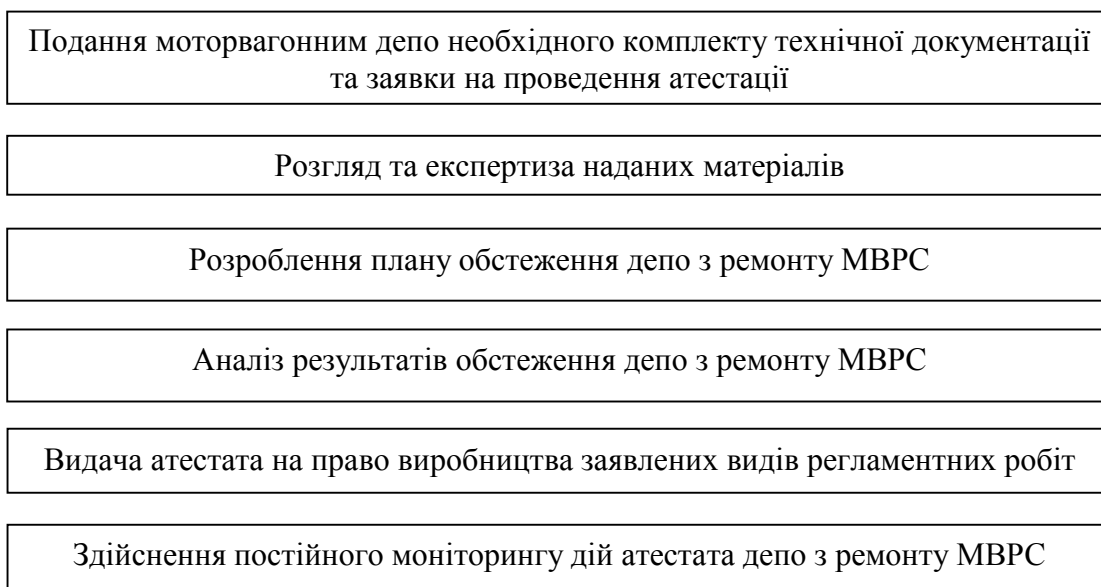 Подання моторвагонним депо необхідного комплекту технічної документації
та заявки на проведення атестації
Розгляд та експертиза наданих матеріалів
Розроблення плану обстеження депо з ремонту МВРС
Аналіз результатів обстеження депо з ремонту МВРС
Видача атестата на право виробництва заявлених видів регламентних робіт
Здійснення постійного моніторингу дій атестата депо з ремонту МВРС